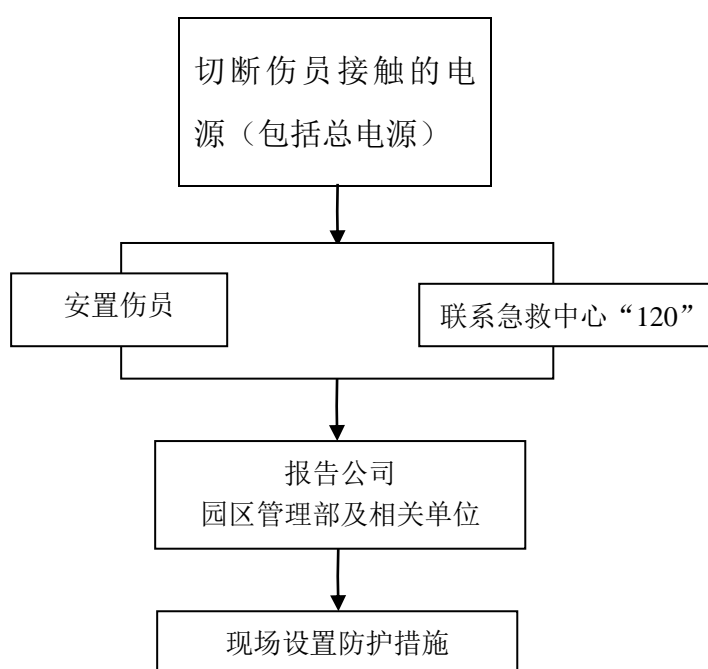 切断伤员接触的电
源（包括总电源）
安置伤员
联系急救中心“120”
报告公司
园区管理部及相关单位
现场设置防护措施